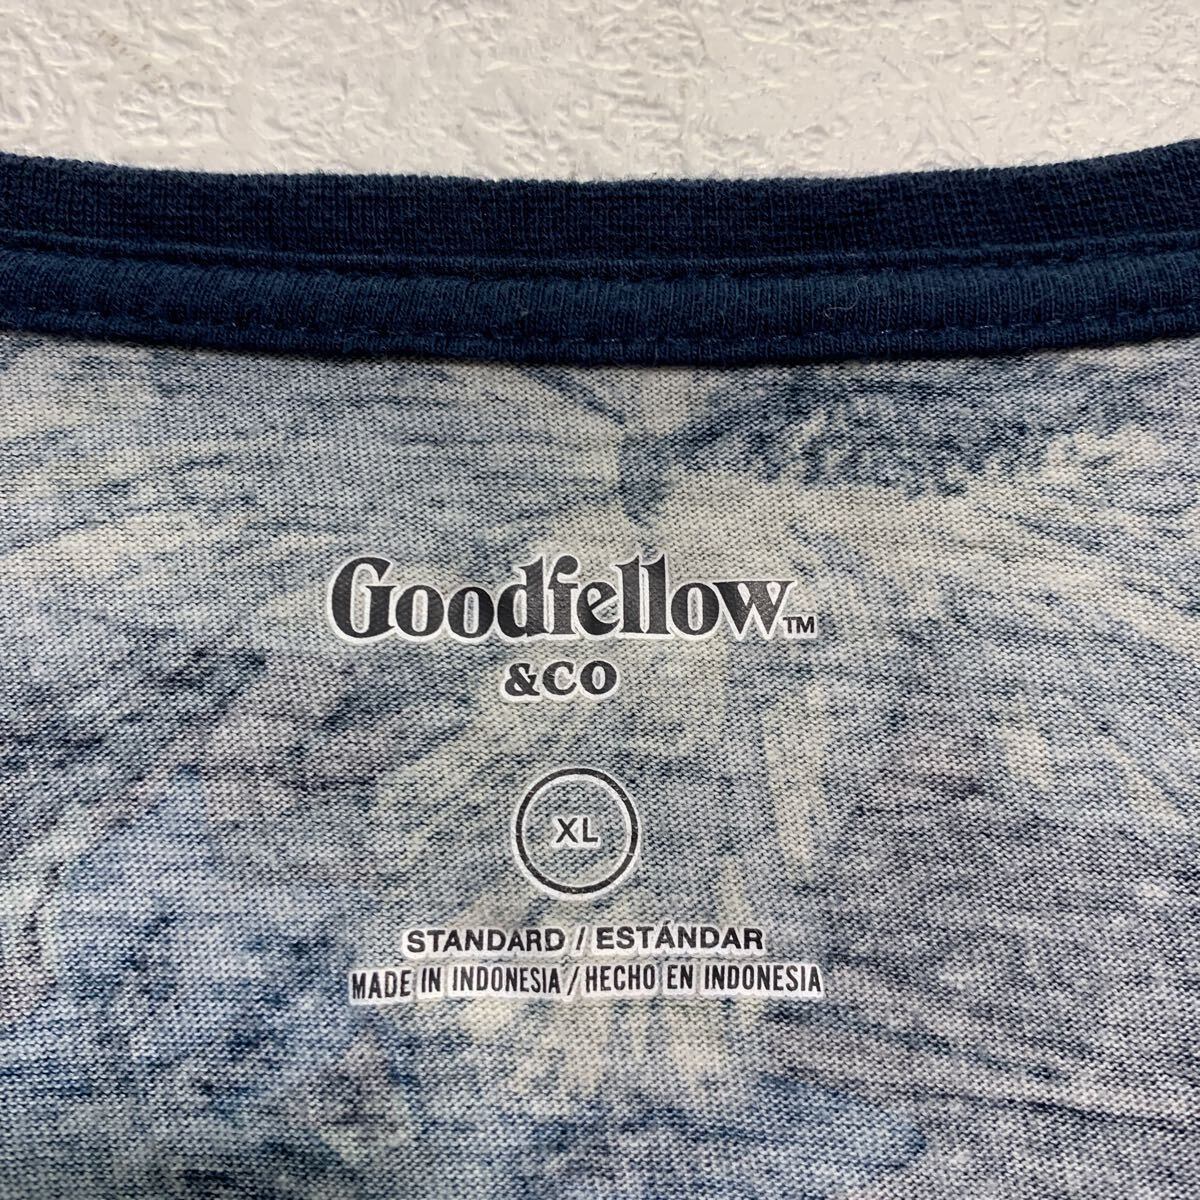 Goodfellow™
&CO
XL
STANDARD / ESTÁNDAR
MADE IN INDONESIA / HECHO EN INDONESIA